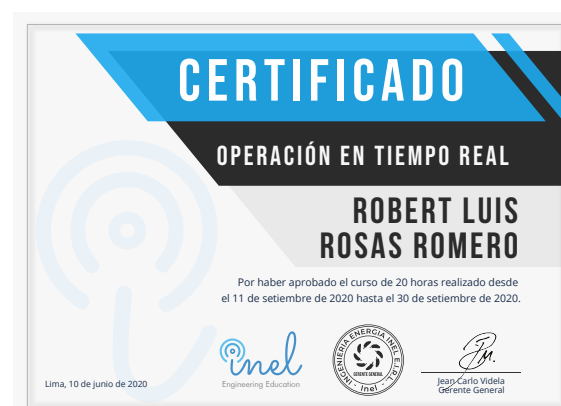 CERTIFICADO
OPERACIÓN EN TIEMPO REAL
ROBERT LUIS
ROSAS ROMERO
Por haber aprobado el curso de 20 horas realizado desde
el 11 de setiembre de 2020 hasta el 30 de setiembre de 2020.
inel
Engineering Education
INGENIERIA ENERGIA INEL E.I.R.L.
GERENTE GENERAL
Inel
Jean Carlo Videla
Gerente General
Lima, 10 de junio de 2020